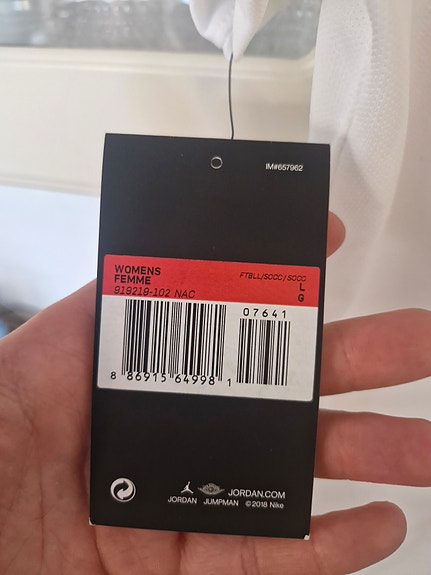 IM#657962
WOMENS
FEMME
919219-102 NAC
FTBLL/SOCC/SOCC
L
G
07641
8 86915 64998 1
JORDAN JUMPMAN
JORDAN.COM
©2018 Nike